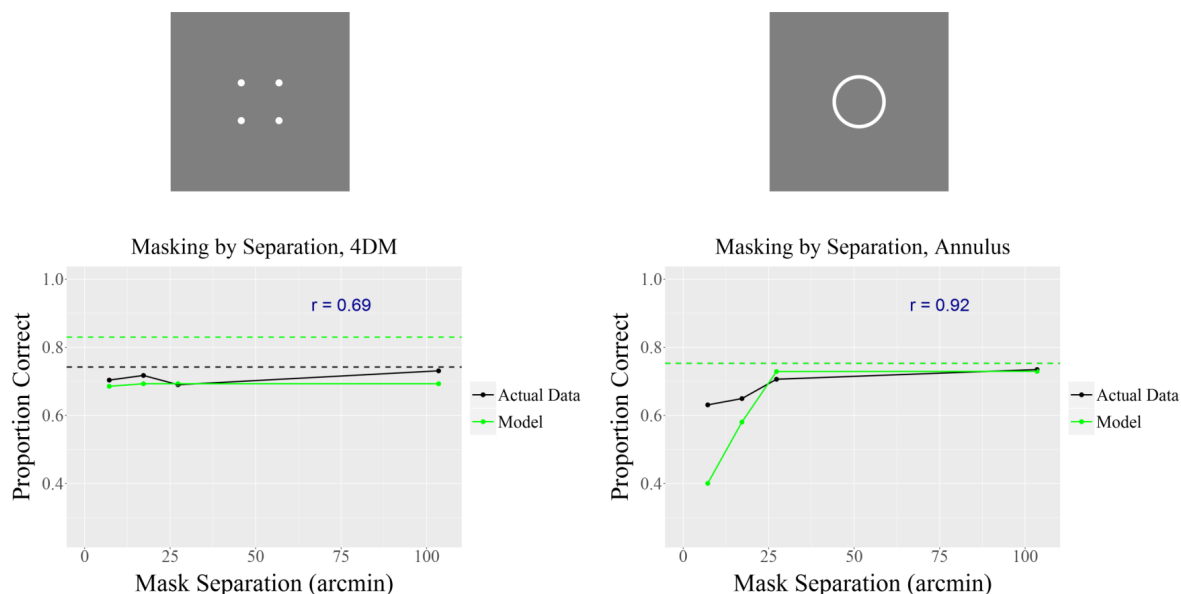 Masking by Separation, 4DM
1.0
0.8
0.6
0.4
Proportion Correct
r = 0.69
0 25 50 75 100
Mask Separation (arcmin)
Actual Data
Model
Masking by Separation, Annulus
1.0
0.8
0.6
0.4
Proportion Correct
r = 0.92
0 25 50 75 100
Mask Separation (arcmin)
Actual Data
Model